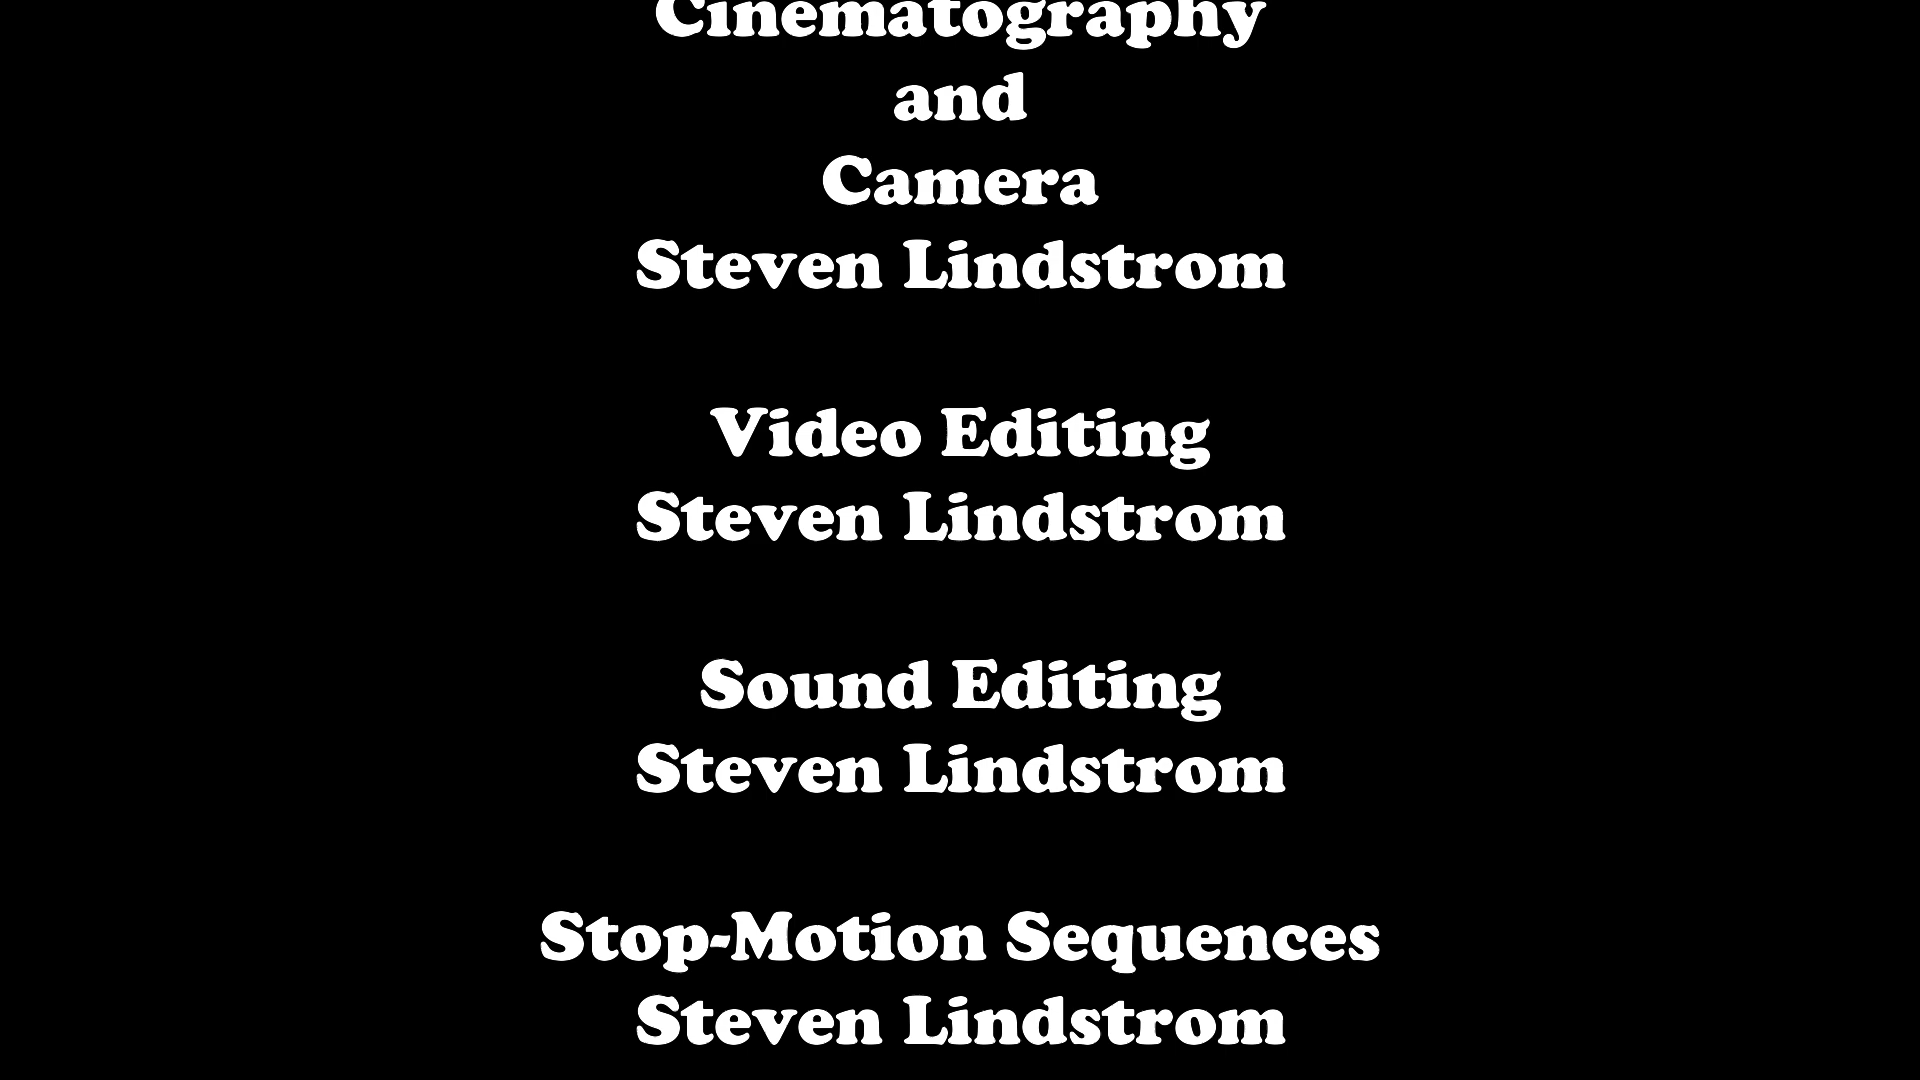 Cinematography
and
Camera
Steven Lindstrom
Video Editing
Steven Lindstrom
Sound Editing
Steven Lindstrom
Stop-Motion Sequences
Steven Lindstrom